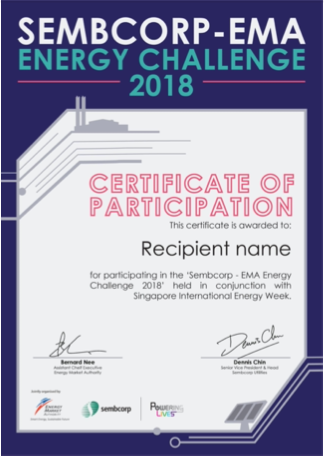 SEMBCORP-EMA
ENERGY CHALLENGE
2018
CERTIFICATE OF
PARTICIPATION
This certificate is awarded to:
Recipient name
for participating in the 'Sembcorp - EMA Energy
Challenge 2018' held in conjunction with
Singapore International Energy Week.
Bernard Nee
Assistant Chief Executive
Energy Market Authority
Dennis Chin
Senior Vice President & Head
Sembcorp Utilities
Jointly organised by
ENERGY
MARKET
AUTHORITY
sembcorp
POWERING
LIVES